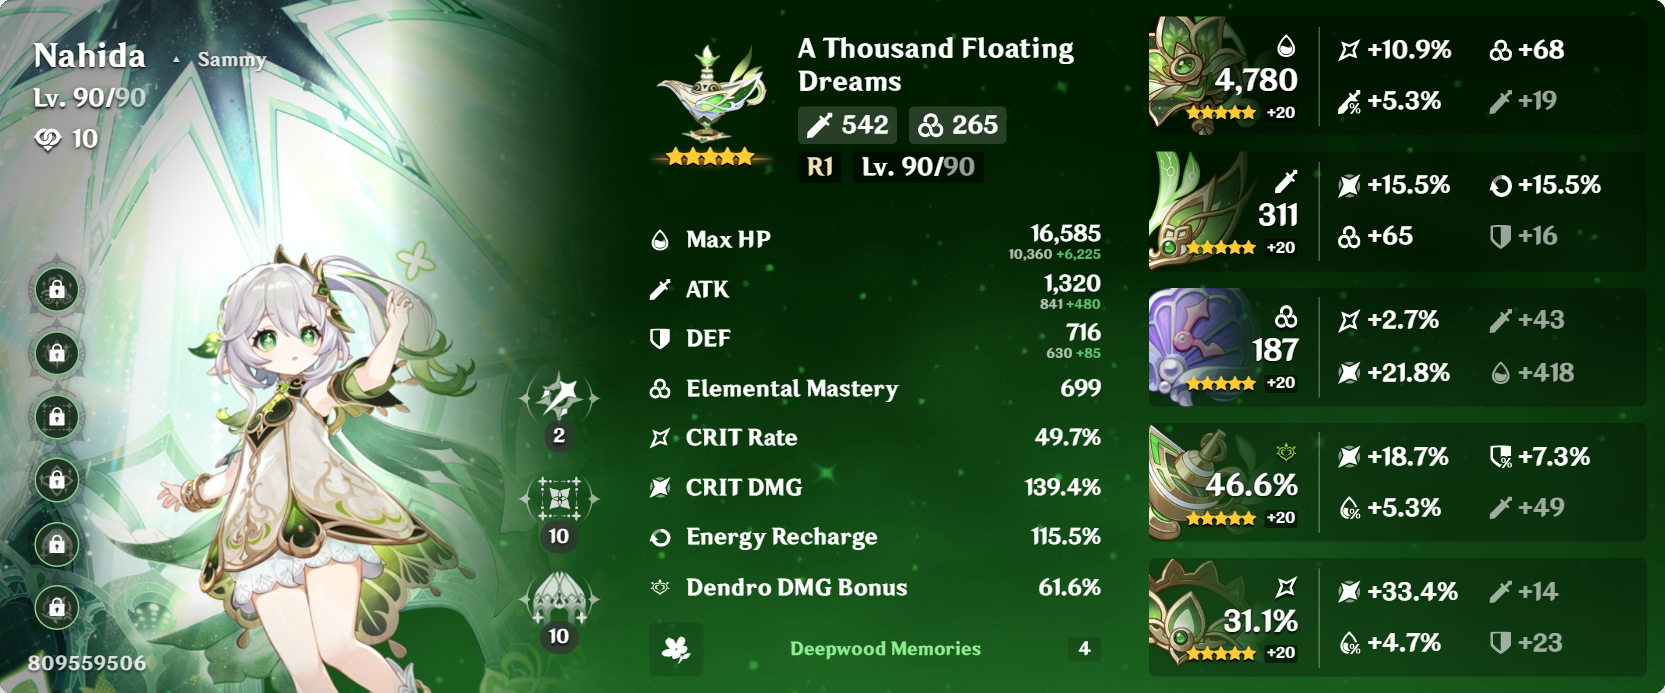 Nahida Sammy
Lv. 90/90
10
2
10
10
809559506
A Thousand Floating
Dreams
542 265
R1 Lv. 90/90
Max HP 16,585
10,360 +6,225
ATK 1,320
841 +480
DEF 716
630 +85
Elemental Mastery 699
CRIT Rate 49.7%
CRIT DMG 139.4%
Energy Recharge 115.5%
Dendro DMG Bonus 61.6%
Deepwood Memories 4
4,780
+20
+10.9% +68
+5.3% +19
311
+20
+15.5% +15.5%
+65 +16
187
+20
+2.7% +43
+21.8% +418
46.6%
+20
+18.7% +7.3%
+5.3% +49
31.1%
+20
+33.4% +14
+4.7% +23